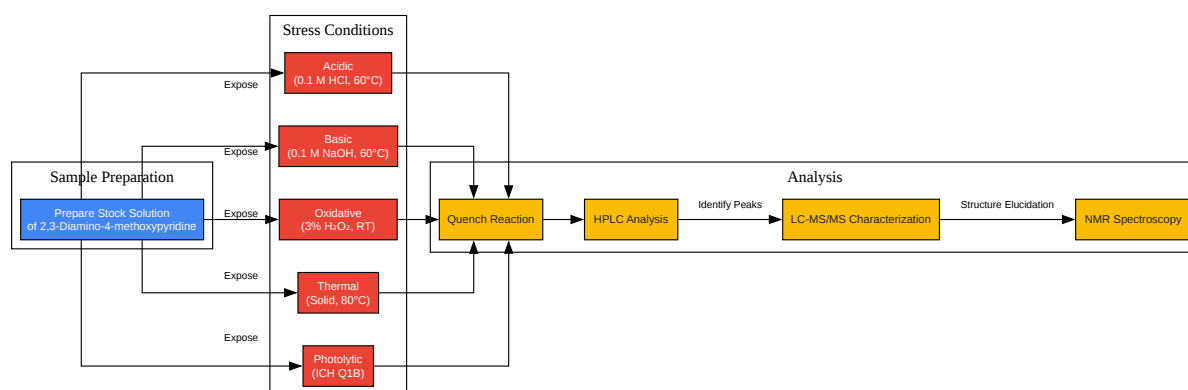 Stress Conditions
Acidic
(0.1 M HCl, 60°C)
Expose
Basic
(0.1 M NaOH, 60°C)
Expose
Sample Preparation
Prepare Stock Solution
of 2,3-Diamino-4-methoxypyridine
Expose
Oxidative
(3% H₂O₂, RT)
Expose
Thermal
(Solid, 80°C)
Expose
Photolytic
(ICH Q1B)
Analysis
Quench Reaction
HPLC Analysis
Identify Peaks
LC-MS/MS Characterization
Structure Elucidation
NMR Spectroscopy